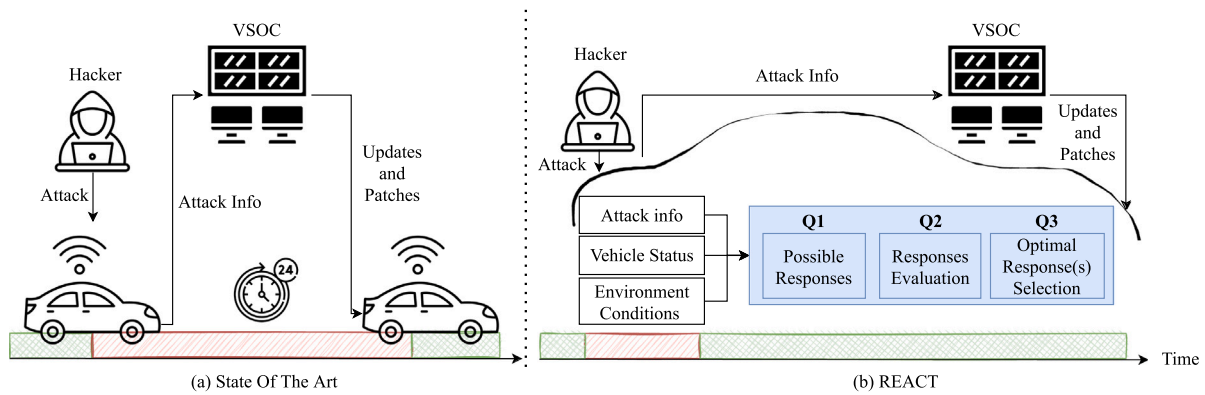 VSOC
Hacker
Attack
Attack Info
24
Updates
and
Patches
(a) State Of The Art
VSOC
Hacker
Attack Info
Attack
Updates
and
Patches
Attack info
Vehicle Status
Environment
Conditions
Q1
Possible
Responses
Q2
Responses
Evaluation
Q3
Optimal
Response(s)
Selection
Time
(b) REACT